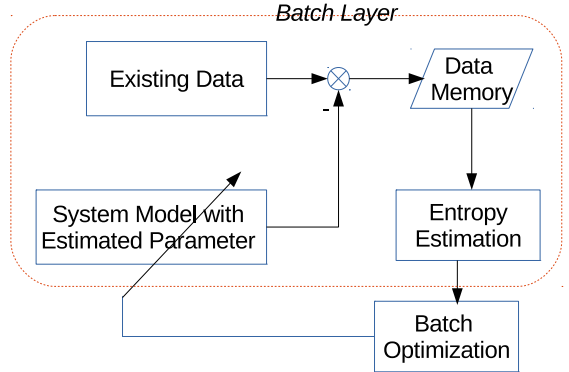 Batch Layer
Existing Data
Data
Memory
-
System Model with
Estimated Parameter
Entropy
Estimation
Batch
Optimization